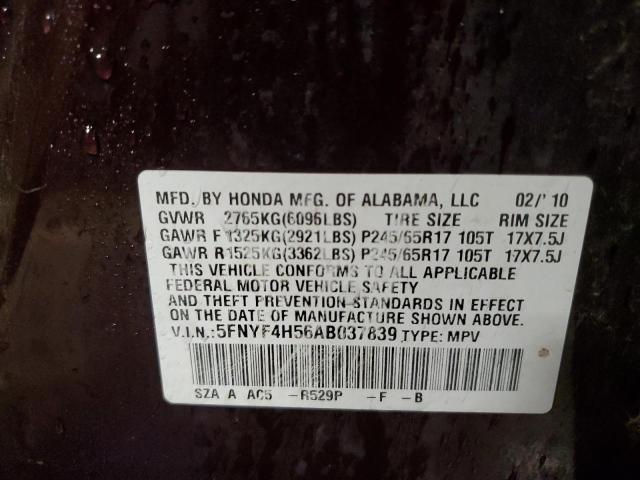 MFD. BY HONDA MFG. OF ALABAMA, LLC 02/'10
GVWR 2765KG(6096LBS) TIRE SIZE RIM SIZE
GAWR F 1325KG(2921LBS) P245/65R17 105T 17X7.5J
GAWR R 1525KG(3362LBS) P245/65R17 105T 17X7.5J
THIS VEHICLE CONFORMS TO ALL APPLICABLE
FEDERAL MOTOR VEHICLE SAFETY
AND THEFT PREVENTION STANDARDS IN EFFECT
ON THE DATE OF MANUFACTURE SHOWN ABOVE.
V.I.N.:5FNYF4H56AB037839 TYPE: MPV
SZA A AC5 -R529P -F -B